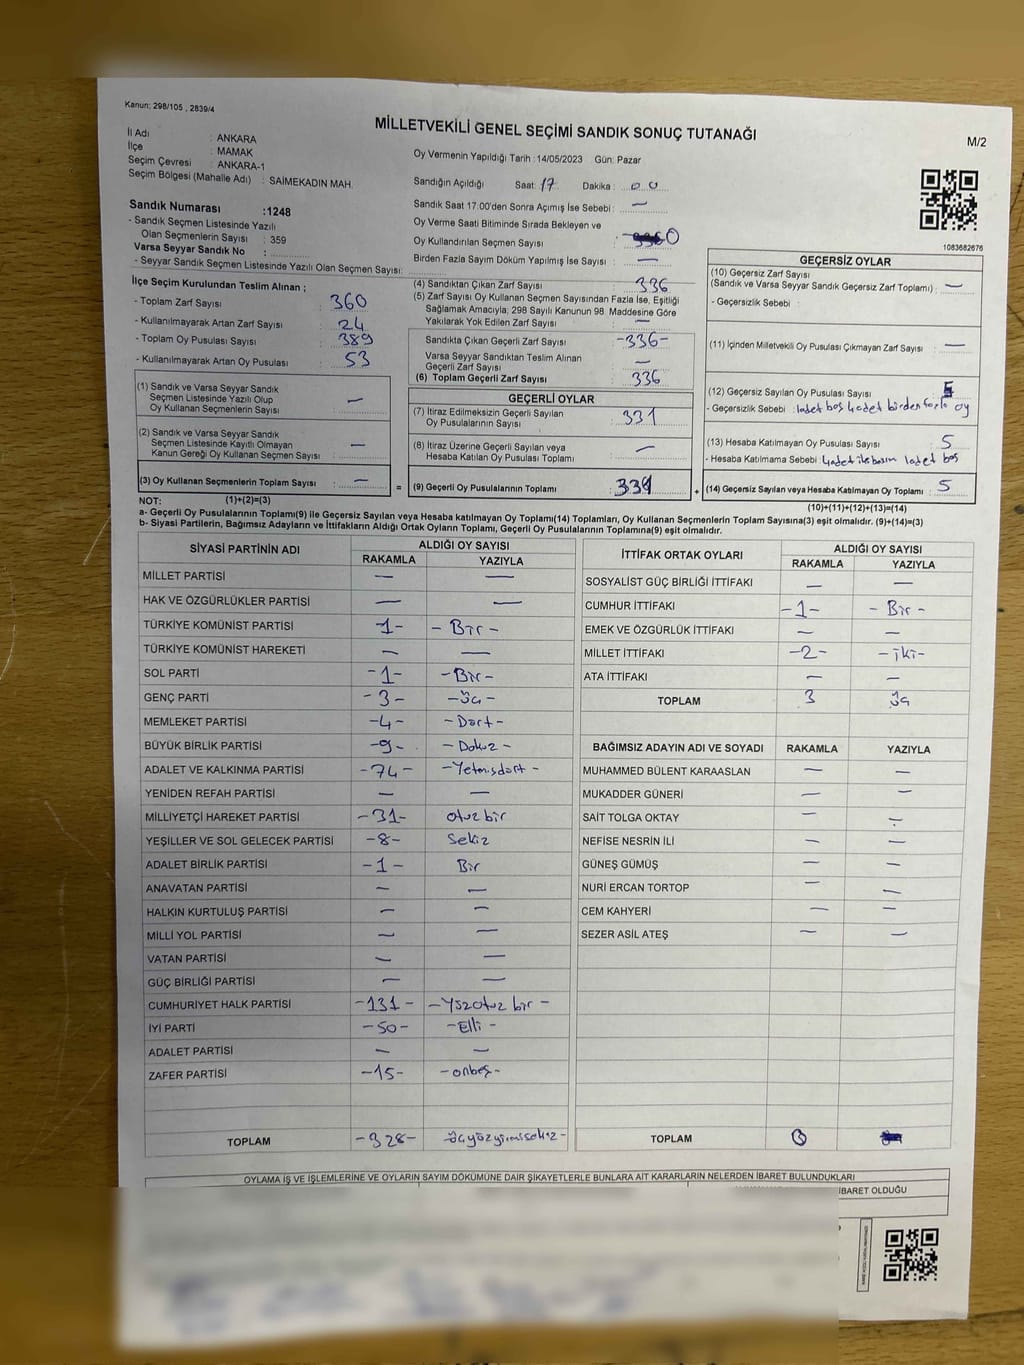 Kanun: 298/105 , 2839/4
MİLLETVEKİLİ GENEL SEÇİMİ SANDIK SONUÇ TUTANAĞI
M/2
İl Adı : ANKARA
İlçe : MAMAK
Seçim Çevresi : ANKARA-1
Seçim Bölgesi (Mahalle Adı) : SAİMEKADIN MAH.
Sandık Numarası :1248
- Sandık Seçmen Listesinde Yazılı
Olan Seçmenlerin Sayısı : 359
Varsa Seyyar Sandık No :
- Seyyar Sandık Seçmen Listesinde Yazılı Olan Seçmen Sayısı:
Oy Vermenin Yapıldığı Tarih :14/05/2023 Gün: Pazar
Sandığın Açıldığı Saat: 17 Dakika : 00
Sandık Saat 17.00'den Sonra Açımış İse Sebebi : —
Oy Verme Saati Bitiminde Sırada Bekleyen ve
Oy Kullandırılan Seçmen Sayısı : 0
Birden Fazla Sayım Döküm Yapılmış İse Sayısı : —
1083682676
İlçe Seçim Kurulundan Teslim Alınan ;
- Toplam Zarf Sayısı : 360
- Kullanılmayarak Artan Zarf Sayısı : 24
- Toplam Oy Pusulası Sayısı : 389
- Kullanılmayarak Artan Oy Pusulası : 53
(1) Sandık ve Varsa Seyyar Sandık
Seçmen Listesinde Yazılı Olup
Oy Kullanan Seçmenlerin Sayısı : —
(2) Sandık ve Varsa Seyyar Sandık
Seçmen Listesinde Kayıtlı Olmayan
Kanun Gereği Oy Kullanan Seçmen Sayısı : —
(3) Oy Kullanan Seçmenlerin Toplam Sayısı : —
(4) Sandıktan Çıkan Zarf Sayısı : 336
(5) Zarf Sayısı Oy Kullanan Seçmen Sayısından Fazla İse, Eşitliği
Sağlamak Amacıyla, 298 Sayılı Kanunun 98. Maddesine Göre
Yakılarak Yok Edilen Zarf Sayısı : —
Sandıkta Çıkan Geçerli Zarf Sayısı : -336-
Varsa Seyyar Sandıktan Teslim Alınan
Geçerli Zarf Sayısı : —
(6) Toplam Geçerli Zarf Sayısı : 336
GEÇERLİ OYLAR
(7) İtiraz Edilmeksizin Geçerli Sayılan
Oy Pusulalarının Sayısı : 331
(8) İtiraz Üzerine Geçerli Sayılan veya
Hesaba Katılan Oy Pusulası Toplamı : —
= (9) Geçerli Oy Pusulalarının Toplamı : 331
GEÇERSİZ OYLAR
(10) Geçersiz Zarf Sayısı
(Sandık ve Varsa Seyyar Sandık Geçersiz Zarf Toplamı) : —
- Geçersizlik Sebebi :
(11) İçinden Milletvekili Oy Pusulası Çıkmayan Zarf Sayısı : —
(12) Geçersiz Sayılan Oy Pusulası Sayısı : 5
- Geçersizlik Sebebi : 1adet boş 4adet birden fazla oy
(13) Hesaba Katılmayan Oy Pusulası Sayısı : 5
- Hesaba Katılmama Sebebi : 4adet 1adet boş
+ (14) Geçersiz Sayılan veya Hesaba Katılmayan Oy Toplamı : 5
NOT: (1)+(2)=(3)
(10)+(11)+(12)+(13)=(14)
a- Geçerli Oy Pusulalarının Toplamı(9) ile Geçersiz Sayılan veya Hesaba katılmayan Oy Toplamı(14) Toplamları, Oy Kullanan Seçmenlerin Toplam Sayısına(3) eşit olmalıdır. (9)+(14)=(3)
b- Siyasi Partilerin, Bağımsız Adayların ve İttifakların Aldığı Ortak Oyların Toplamı, Geçerli Oy Pusulalarının Toplamına(9) eşit olmalıdır.
SİYASİ PARTİNİN ADI ALDIĞI OY SAYISI
RAKAMLA YAZIYLA
MİLLET PARTİSİ — —
HAK VE ÖZGÜRLÜKLER PARTİSİ — —
TÜRKİYE KOMÜNİST PARTİSİ -1- - Bir -
TÜRKİYE KOMÜNİST HAREKETİ — —
SOL PARTİ -1- -Bir-
GENÇ PARTİ -3- -üç-
MEMLEKET PARTİSİ -4- -Dört-
BÜYÜK BİRLİK PARTİSİ -9- -Dokuz-
ADALET VE KALKINMA PARTİSİ -74- -Yetmişdört-
YENİDEN REFAH PARTİSİ — —
MİLLİYETÇİ HAREKET PARTİSİ -31- otuz bir
YEŞİLLER VE SOL GELECEK PARTİSİ -8- Sekiz
ADALET BİRLİK PARTİSİ -1- Bir
ANAVATAN PARTİSİ — —
HALKIN KURTULUŞ PARTİSİ — —
MİLLİ YOL PARTİSİ — —
VATAN PARTİSİ — —
GÜÇ BİRLİĞİ PARTİSİ — —
CUMHURİYET HALK PARTİSİ -131- -Yüzotuz bir-
İYİ PARTİ -50- -Elli-
ADALET PARTİSİ — —
ZAFER PARTİSİ -15- -onbeş-
TOPLAM -328- üçyüzyirmisekiz-
İTTİFAK ORTAK OYLARI ALDIĞI OY SAYISI
RAKAMLA YAZIYLA
SOSYALİST GÜÇ BİRLİĞİ İTTİFAKI — —
CUMHUR İTTİFAKI -1- - Bir -
EMEK VE ÖZGÜRLÜK İTTİFAKI — —
MİLLET İTTİFAKI -2- -iki-
ATA İTTİFAKI — —
TOPLAM 3 üç
BAĞIMSIZ ADAYIN ADI VE SOYADI RAKAMLA YAZIYLA
MUHAMMED BÜLENT KARAASLAN — —
MUKADDER GÜNERİ — —
SAİT TOLGA OKTAY — —
NEFİSE NESRİN İLİ — —
GÜNEŞ GÜMÜŞ — —
NURİ ERCAN TORTOP — —
CEM KAHYERİ — —
SEZER ASİL ATEŞ — —
TOPLAM
OYLAMA İŞ VE İŞLEMLERİNE VE OYLARIN SAYIM DÖKÜMÜNE DAİR ŞİKAYETLERLE BUNLARA AİT KARARLARIN NELERDEN İBARET BULUNDUKLARI
İBARET OLDUĞU